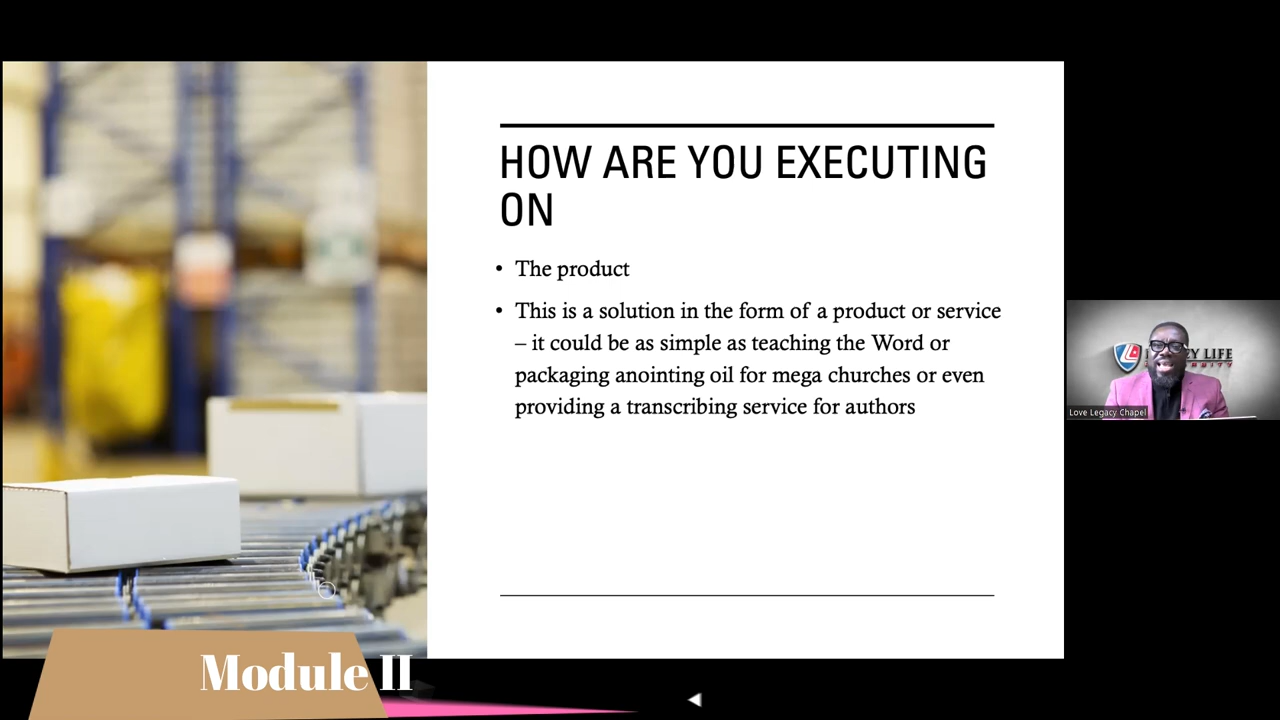 HOW ARE YOU EXECUTING
ON
• The product
• This is a solution in the form of a product or service
– it could be as simple as teaching the Word or
packaging anointing oil for mega churches or even
providing a transcribing service for authors
LIFE
Love Legacy Chapel
Module II